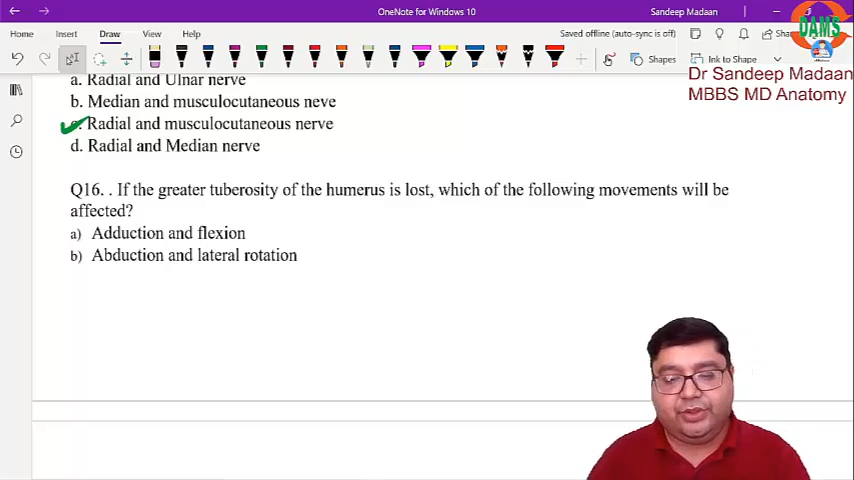 OneNote for Windows 10
Sandeep Madaan
Home Insert Draw View Help
Saved offline (auto-sync is off)
Shapes
Ink to Shape
DAMS
Dr Sandeep Madaan
MBBS MD Anatomy
a. Radial and Ulnar nerve
b. Median and musculocutaneous neve
Radial and musculocutaneous nerve
d. Radial and Median nerve
Q16. . If the greater tuberosity of the humerus is lost, which of the following movements will be
affected?
a) Adduction and flexion
b) Abduction and lateral rotation